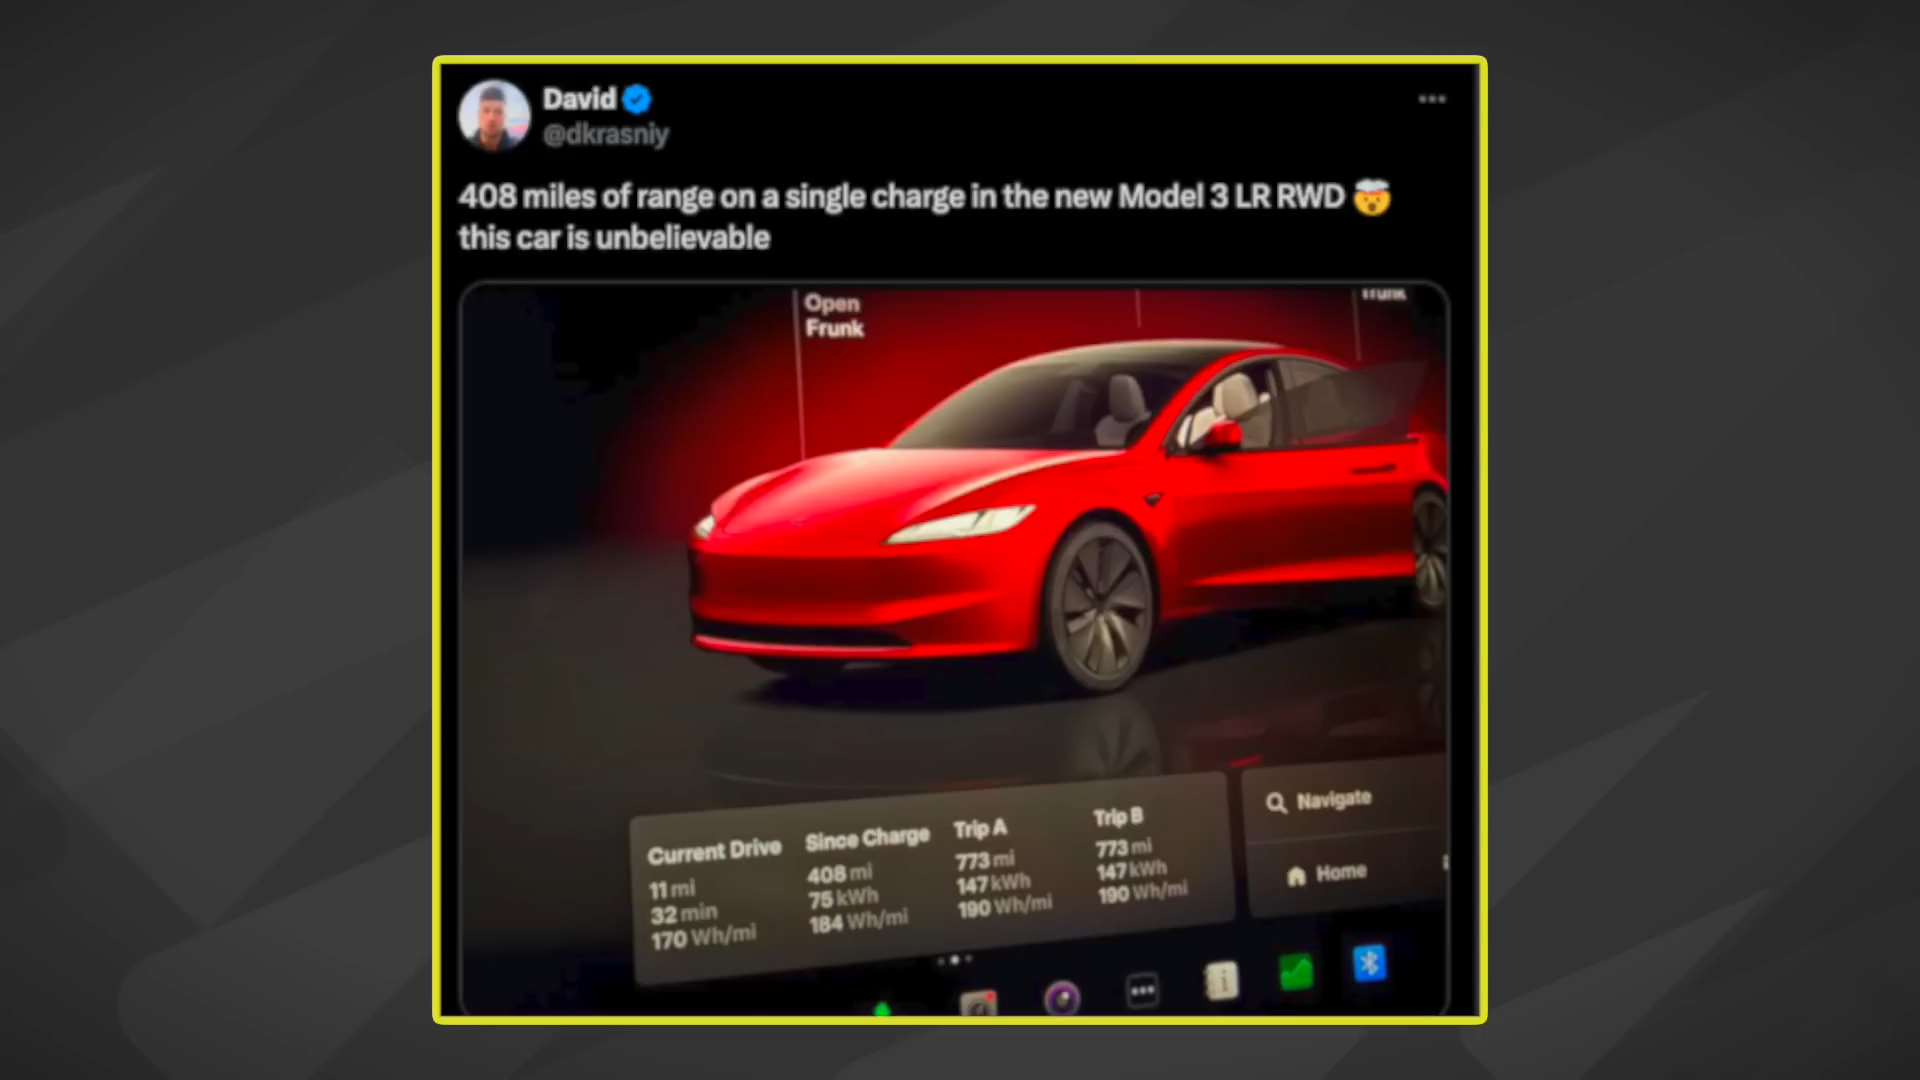 David
@dkrasniy
408 miles of range on a single charge in the new Model 3 LR RWD 🤯
this car is unbelievable
Open
Frunk
Trunk
Current Drive
11 mi
32 min
170 Wh/mi
Since Charge
408 mi
75 kWh
184 Wh/mi
Trip A
773 mi
147 kWh
190 Wh/mi
Trip B
773 mi
147 kWh
190 Wh/mi
Navigate
Home